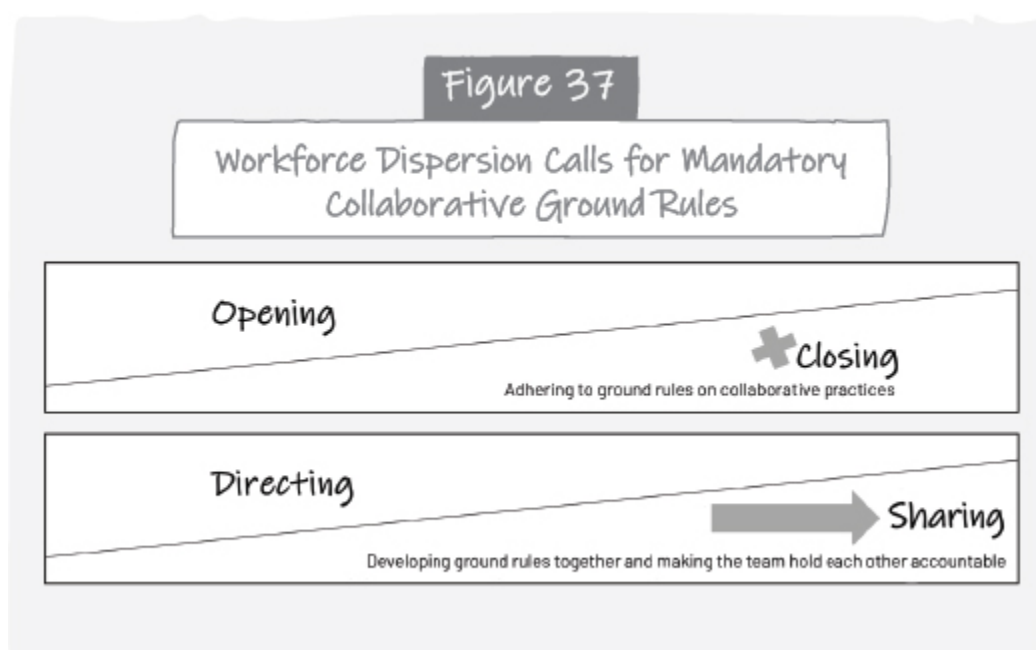 Figure 37
Workforce Dispersion Calls for Mandatory
Collaborative Ground Rules
Opening
Closing
Adhering to ground rules on collaborative practices
Directing
Sharing
Developing ground rules together and making the team hold each other accountable